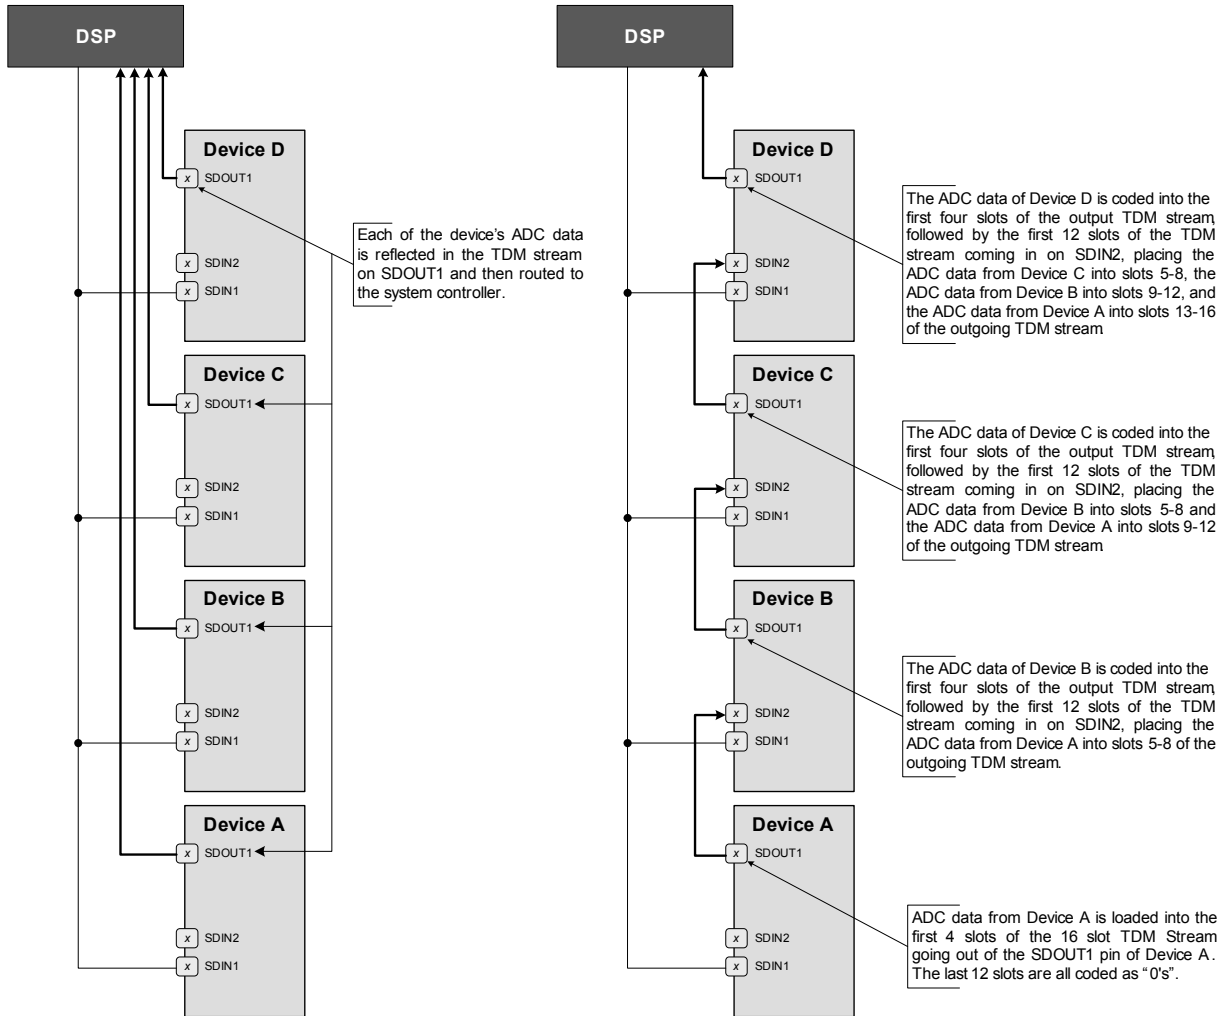 DSP
Device D
x SDOUT1
x SDIN2
x SDIN1
Each of the device's ADC data
is reflected in the TDM stream
on SDOUT1 and then routed to
the system controller.
Device C
x SDOUT1
x SDIN2
x SDIN1
Device B
x SDOUT1
x SDIN2
x SDIN1
Device A
x SDOUT1
x SDIN2
x SDIN1
DSP
Device D
x SDOUT1
x SDIN2
x SDIN1
The ADC data of Device D is coded into the
first four slots of the output TDM stream,
followed by the first 12 slots of the TDM
stream coming in on SDIN2, placing the
ADC data from Device C into slots 5-8, the
ADC data from Device B into slots 9-12, and
the ADC data from Device A into slots 13-16
of the outgoing TDM stream
Device C
x SDOUT1
x SDIN2
x SDIN1
The ADC data of Device C is coded into the
first four slots of the output TDM stream,
followed by the first 12 slots of the TDM
stream coming in on SDIN2, placing the
ADC data from Device B into slots 5-8 and
the ADC data from Device A into slots 9-12
of the outgoing TDM stream
Device B
x SDOUT1
x SDIN2
x SDIN1
The ADC data of Device B is coded into the
first four slots of the output TDM stream,
followed by the first 12 slots of the TDM
stream coming in on SDIN2, placing the
ADC data from Device A into slots 5-8 of the
outgoing TDM stream.
Device A
x SDOUT1
x SDIN2
x SDIN1
ADC data from Device A is loaded into the
first 4 slots of the 16 slot TDM Stream
going out of the SDOUT1 pin of Device A.
The last 12 slots are all coded as "0's".